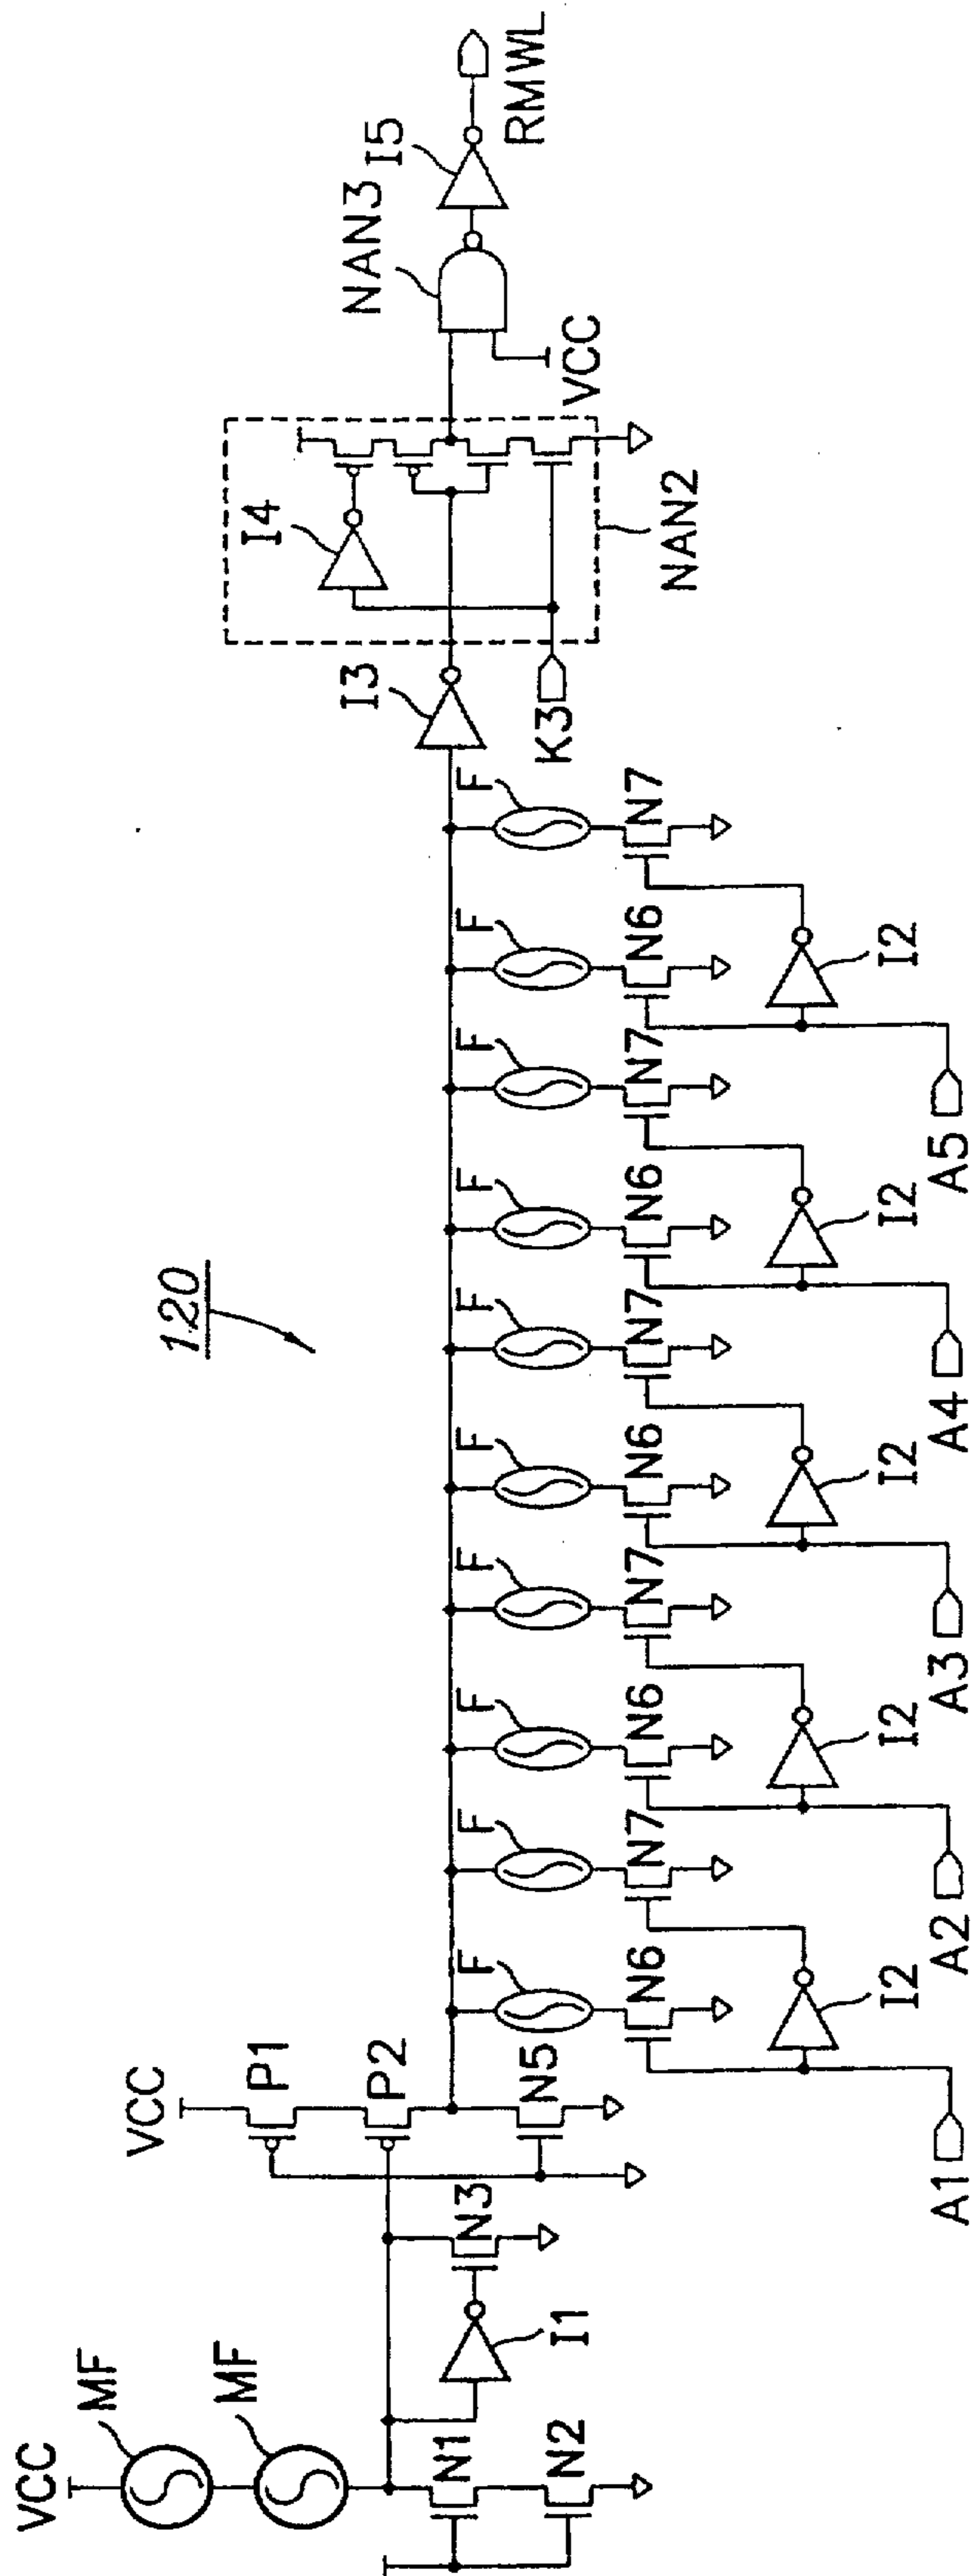 120
VCC
MF
MF
N1
N2
I1
N3
VCC
P1
P2
N5
F
F
F
F
F
F
F
F
F
F
N6
N7
N6
N7
N6
N7
N6
N7
N6
N7
I2
I2
I2
I2
I2
A1
A2
A3
A4
A5
I3
K3
I4
NAN2
NAN3
VCC
I5
RMWL